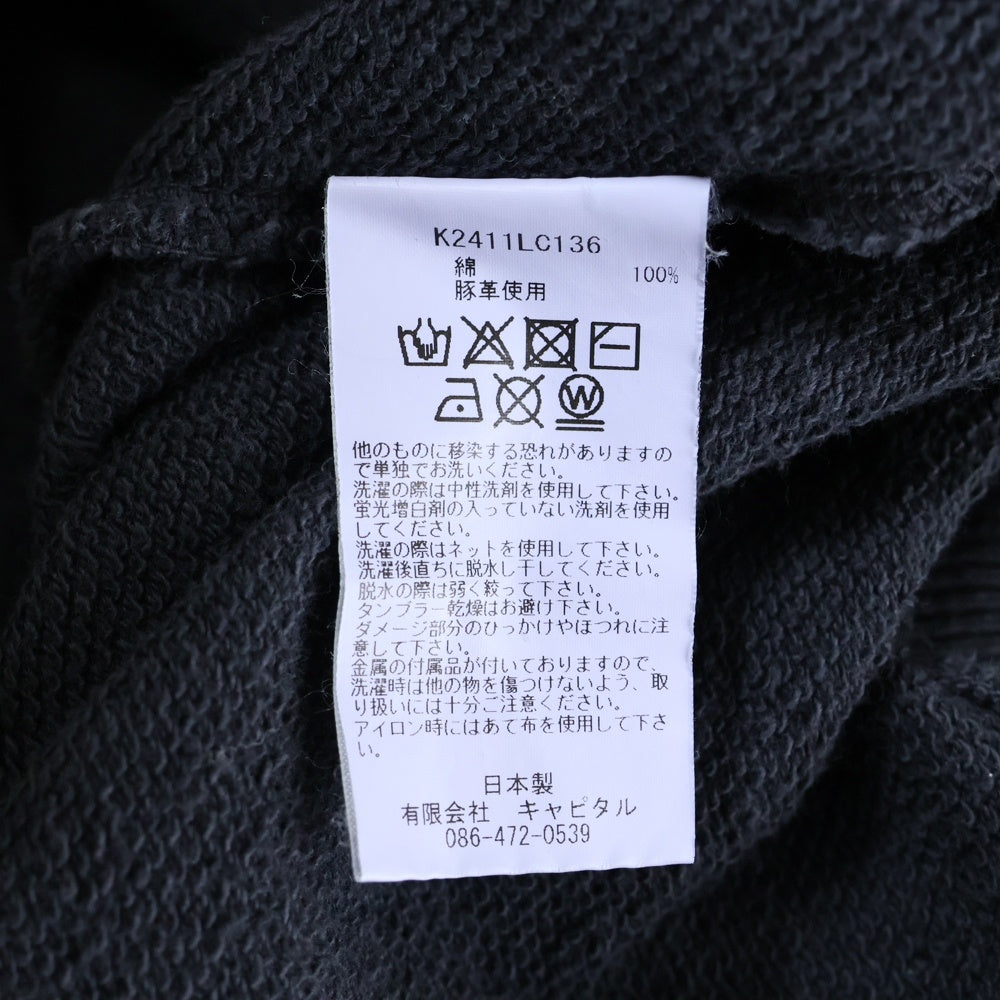 K2411LC136
綿 100%
豚革使用
W
他のものに移染する恐れがありますの
で単独でお洗いください。
洗濯の際は中性洗剤を使用して下さい。
蛍光増白剤の入っていない洗剤を使用
してください。
洗濯の際はネットを使用して下さい。
洗濯後直ちに脱水し干してください。
脱水の際は弱く絞って下さい。
タンブラー乾燥はお避け下さい。
ダメージ部分のひっかけやほつれに注
意して下さい。
金属の付属品が付いておりますので、
洗濯時は他の物を傷つけないよう、取
り扱いには十分ご注意ください。
アイロン時にはあて布を使用して下さ
い。
日本製
有限会社 キャピタル
086-472-0539